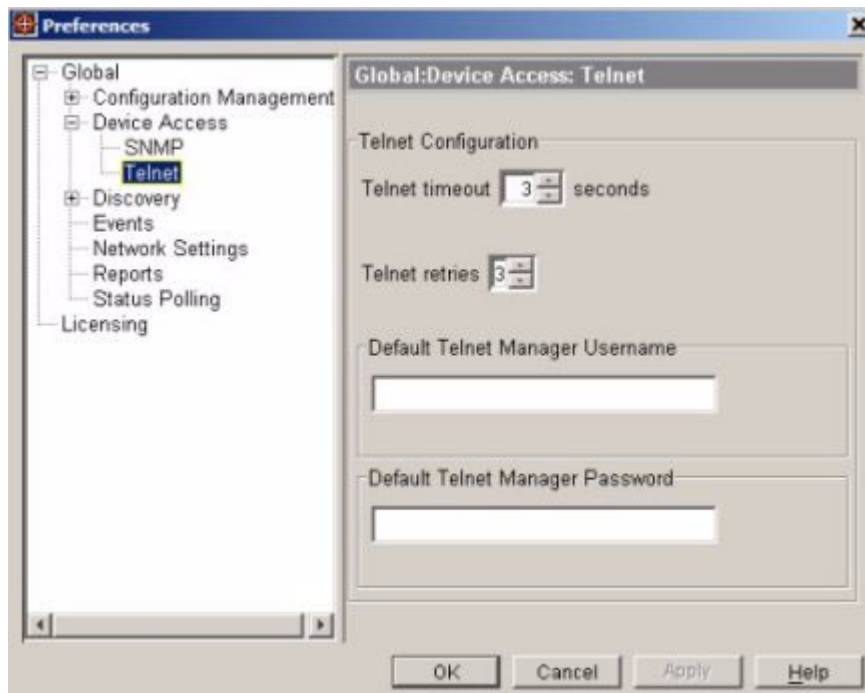 Preferences
Global
Configuration Management
Device Access
SNMP
Telnet
Discovery
Events
Network Settings
Reports
Status Polling
Licensing
Global:Device Access: Telnet
Telnet Configuration
Telnet timeout 3 seconds
Telnet retries 3
Default Telnet Manager Username
Default Telnet Manager Password
OK Cancel Apply Help